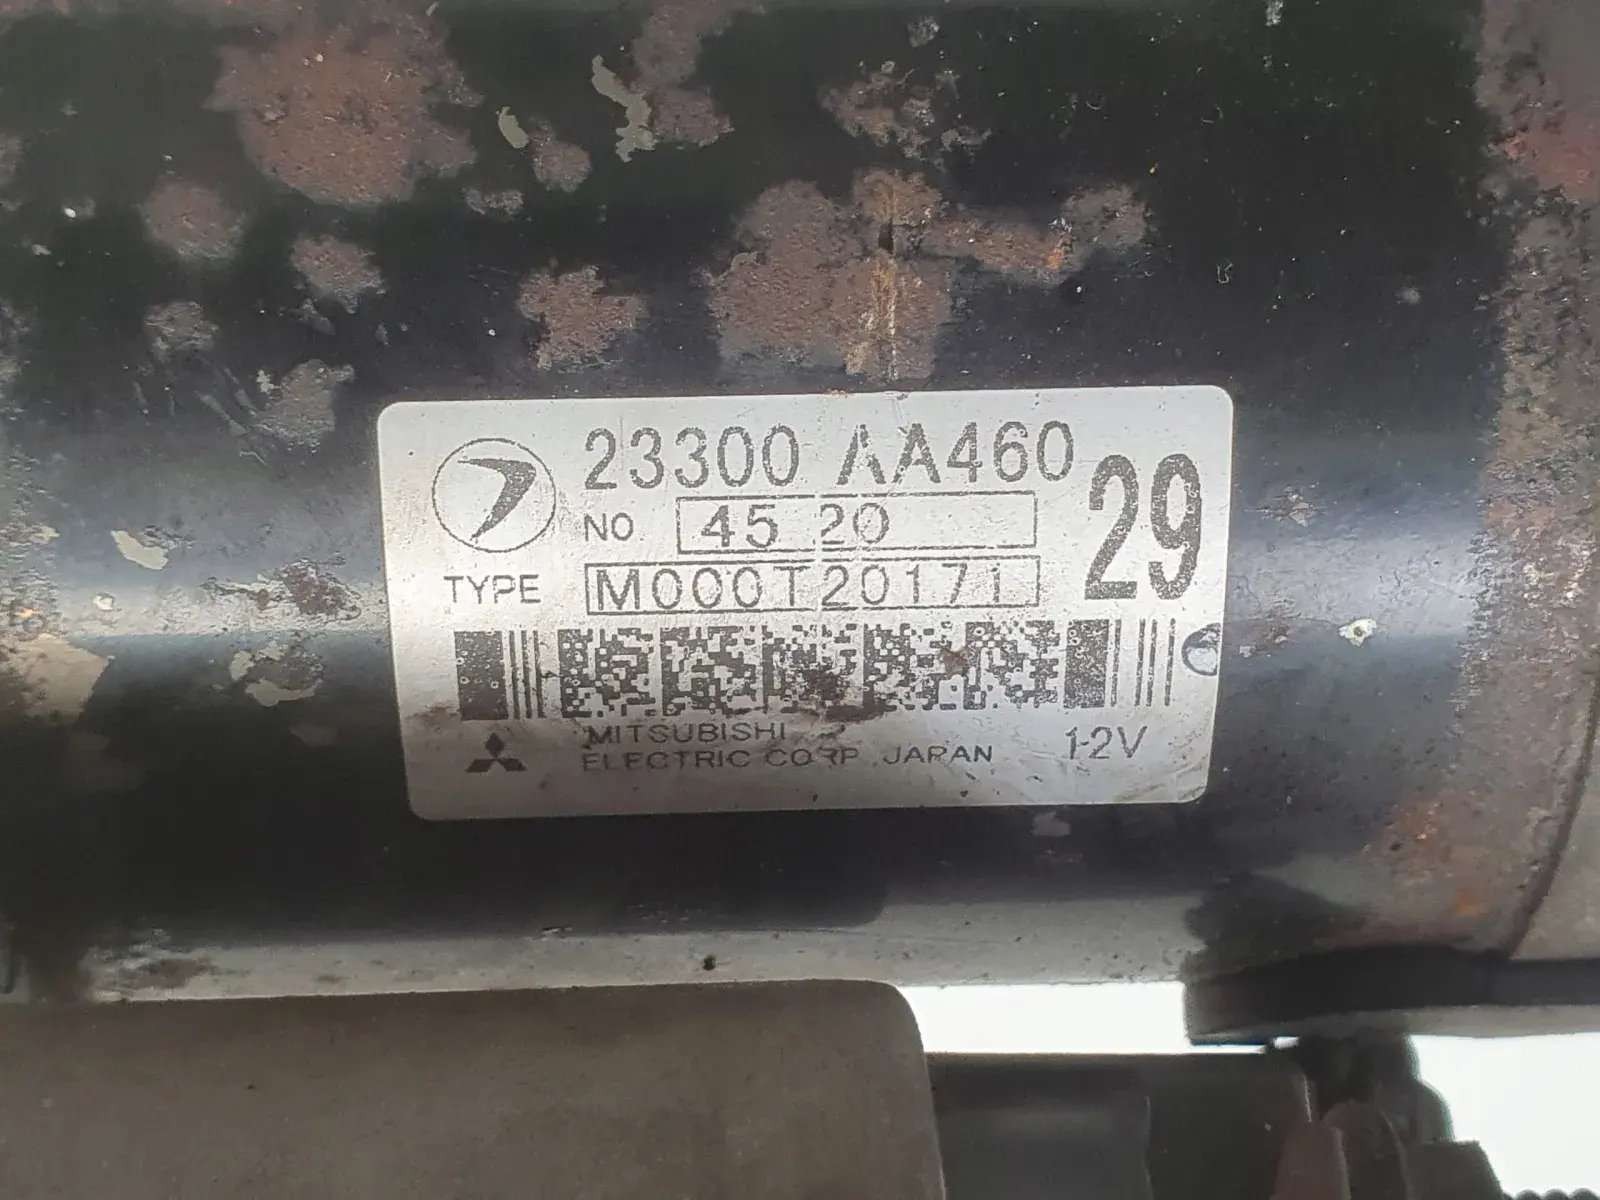 23300 AA460
29
NO 45 20
TYPE M000T20171
MITSUBISHI
ELECTRIC CORP. JAPAN
12V